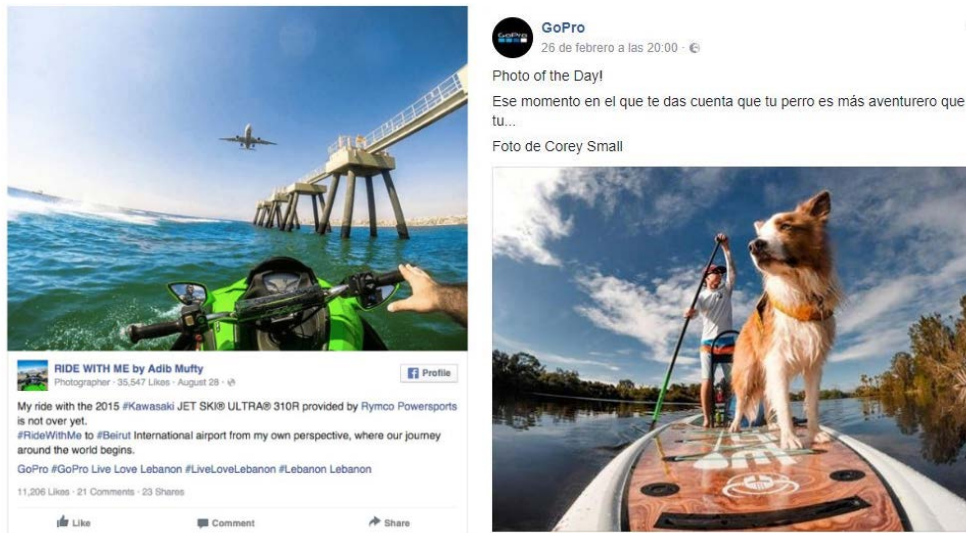 RIDE WITH ME by Adib Mufty
Photographer · 35,547 Likes · August 28 ·
Profile
My ride with the 2015 #Kawasaki JET SKI® ULTRA® 310R provided by Rymco Powersports
is not over yet.
#RideWithMe to #Beirut International airport from my own perspective, where our journey
around the world begins.
GoPro #GoPro Live Love Lebanon #LiveLoveLebanon #Lebanon Lebanon
11,206 Likes · 21 Comments · 23 Shares
Like Comment Share
GoPro
GoPro
26 de febrero a las 20:00 ·
Photo of the Day!
Ese momento en el que te das cuenta que tu perro es más aventurero que
tu...
Foto de Corey Small